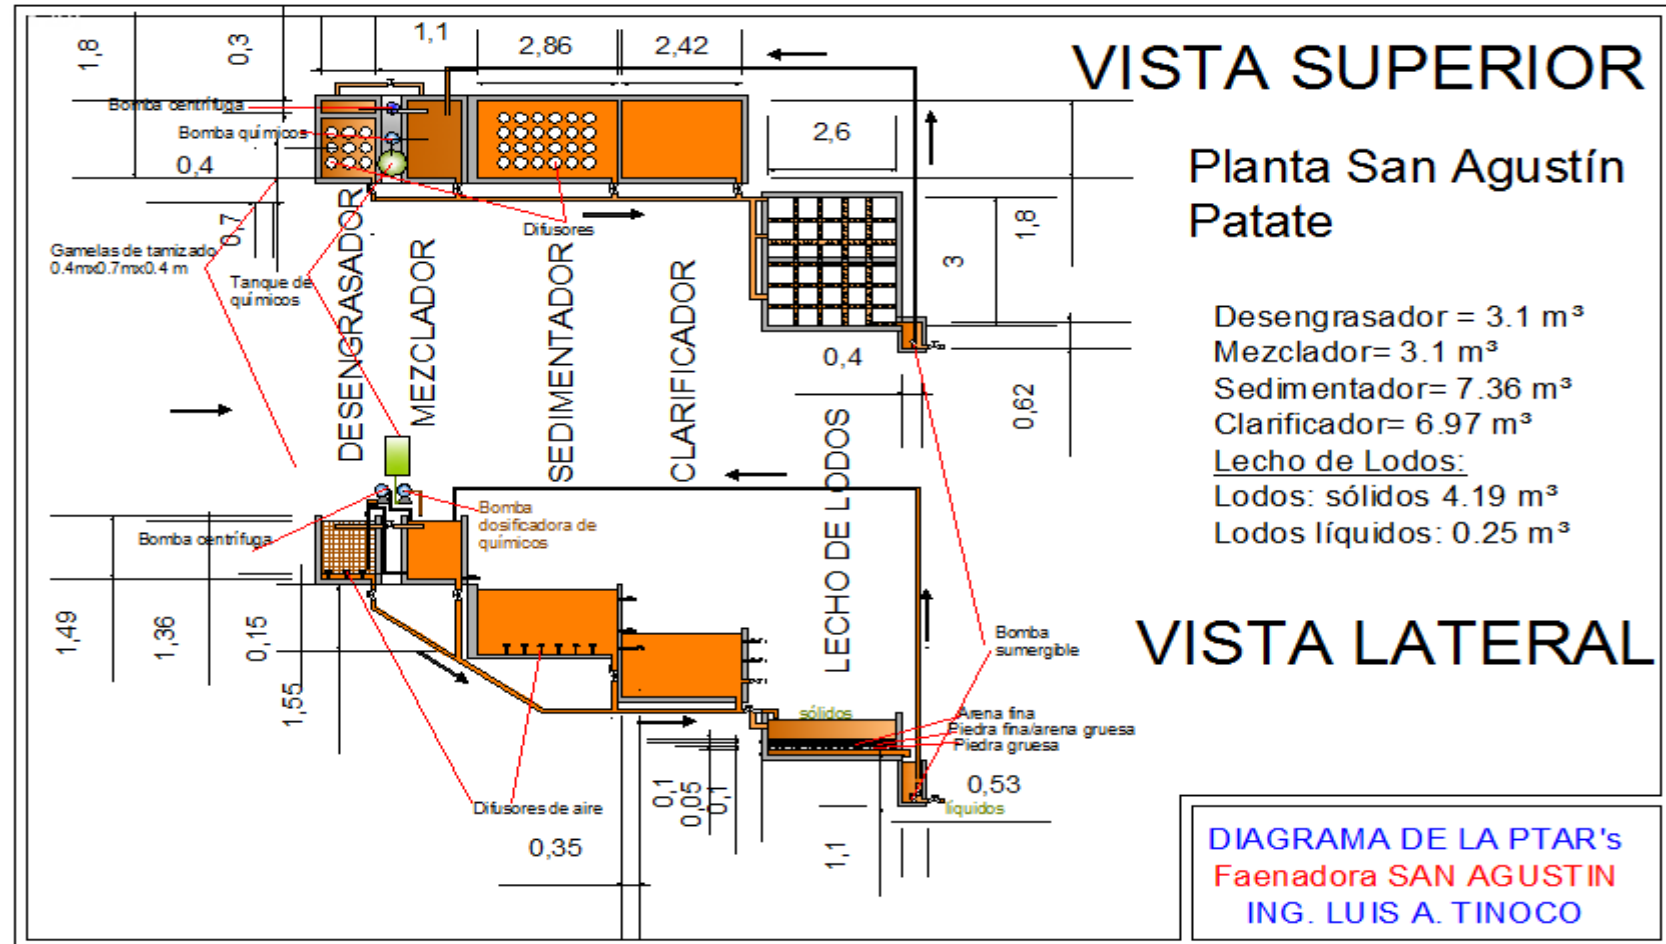 1,8
0,3
1,1
2,86
2,42
VISTA SUPERIOR
Bomba centrífuga
Bomba químicos
0,4
2,6
Planta San Agustín
Patate
0,7
Gamelas de tamizado
0.4mx0.7mx0.4 m
Tanque de
químicos
Difusores
1,8
3
DESENGRASADOR
MEZCLADOR
SEDIMENTADOR
CLARIFICADOR
LECHO DE LODOS
0,4
0,62
Desengrasador = 3.1 m³
Mezclador= 3.1 m³
Sedimentador= 7.36 m³
Clarificador= 6.97 m³
Lecho de Lodos:
Lodos: sólidos 4.19 m³
Lodos líquidos: 0.25 m³
Bomba centrífuga
Bomba
dosificadora de
químicos
1,49
1,36
0,15
1,55
Bomba
sumergible
VISTA LATERAL
sólidos
Arena fina
Piedra fina/arena gruesa
Piedra gruesa
0,1
0,05
0,1
0,53
líquidos
Difusores de aire
0,35
1,1
DIAGRAMA DE LA PTAR's
Faenadora SAN AGUSTIN
ING. LUIS A. TINOCO